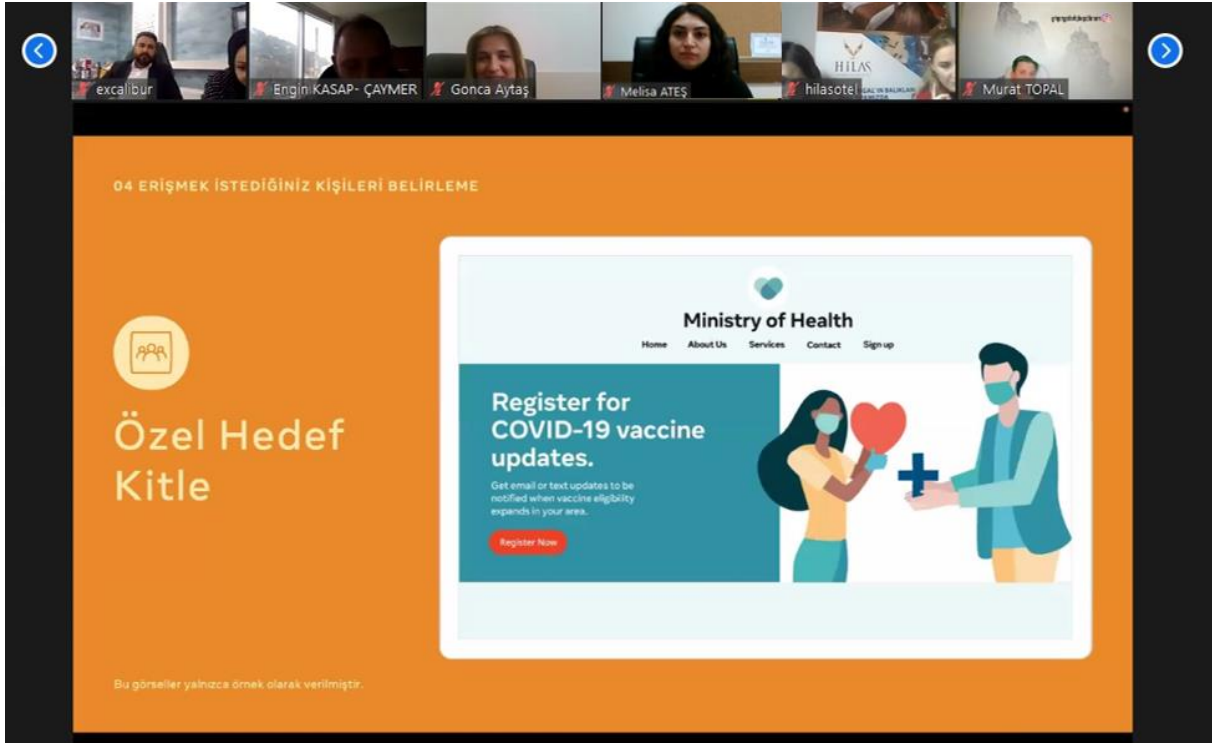 excalibur
Engin KASAP- ÇAYMER
Gonca Aytaş
Melisa ATEŞ
HİLAS
hilasotel
Murat TOPAL
04 ERİŞMEK İSTEDİĞİNİZ KİŞİLERİ BELİRLEME
Özel Hedef
Kitle
Ministry of Health
Home About Us Services Contact Sign up
Register for
COVID-19 vaccine
updates.
Get email or text updates to be
notified when vaccine eligibility
expands in your area.
Register Now
Bu görseller yalnızca örnek olarak verilmiştir.